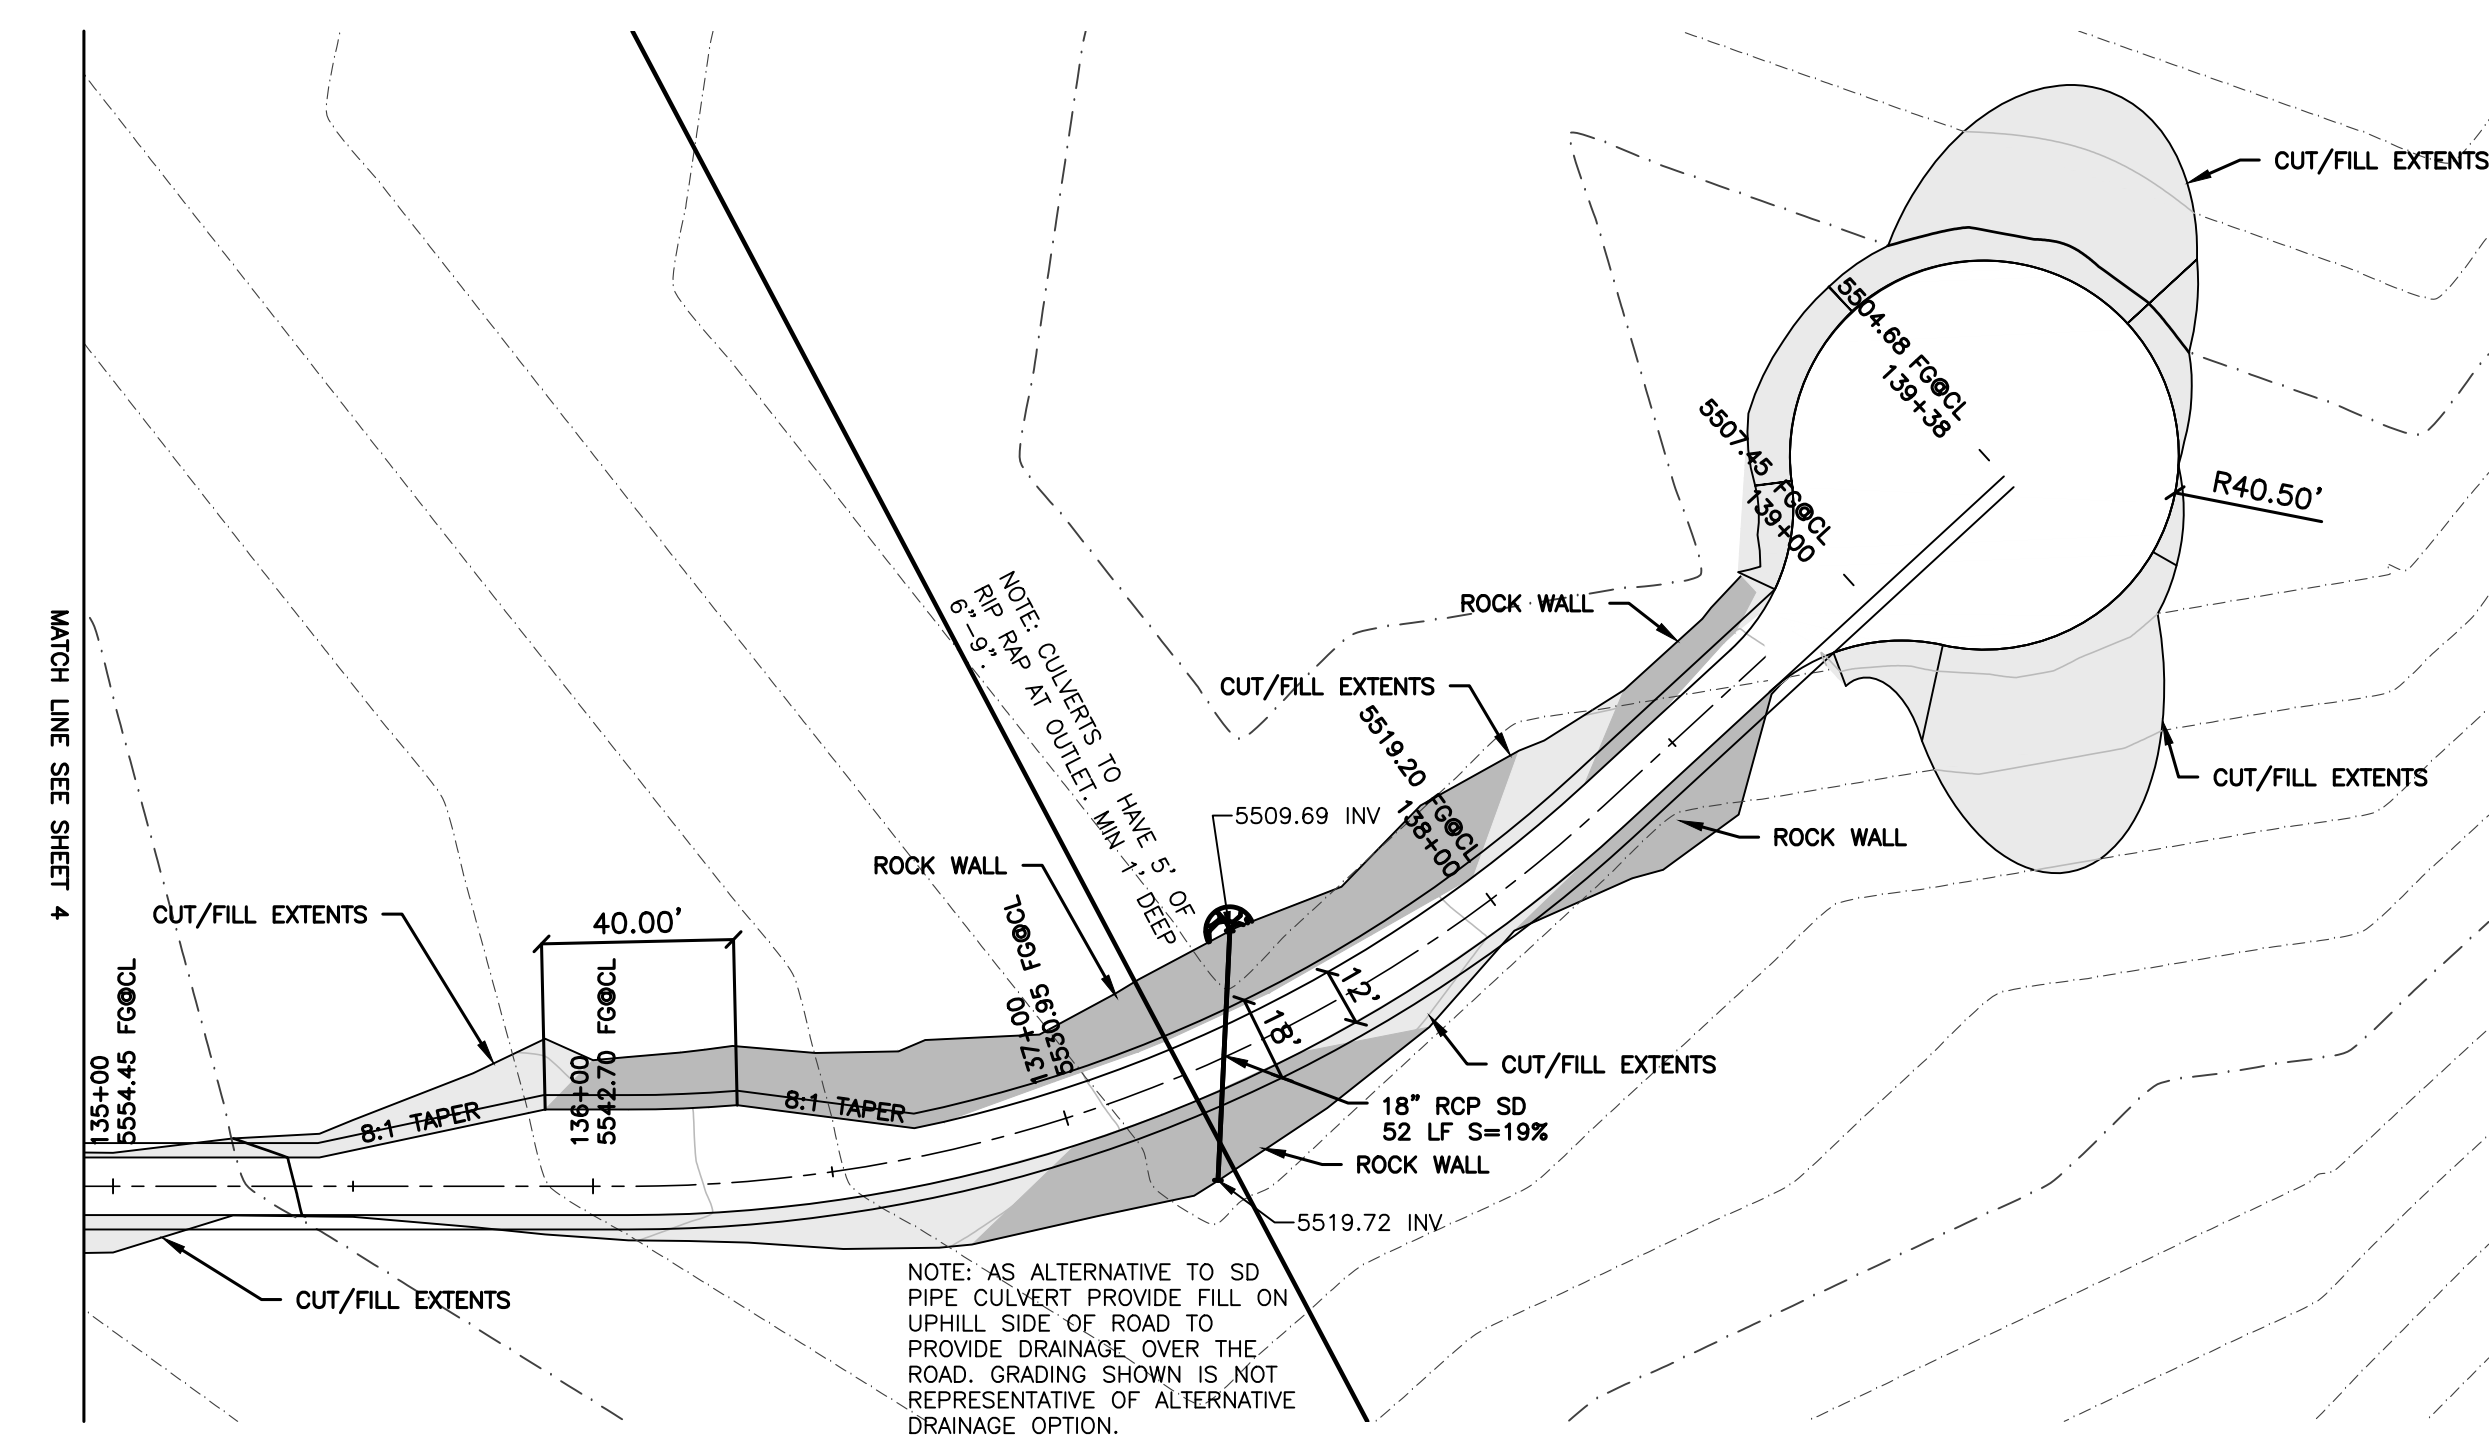 CUT/FILL EXTENTS
5504.68 FG@CL
139+38
5507.45 FG@CL
139+00
R40.50’
ROCK WALL
CUT/FILL EXTENTS
5519.20 FG@CL
138+00
CUT/FILL EXTENTS
ROCK WALL
NOTE: CULVERTS TO HAVE 5’ OF
RIP RAP AT OUTLET. MIN 1’ DEEP
6”-9”.
5509.69 INV
ROCK WALL
MATCH LINE SEE SHEET 4
CUT/FILL EXTENTS
40.00’
137+00
5530.95 FG@CL
12’
18’
135+00
5554.45 FG@CL
8:1 TAPER
136+00
5542.70 FG@CL
8:1 TAPER
CUT/FILL EXTENTS
18” RCP SD
52 LF S=19%
ROCK WALL
5519.72 INV
CUT/FILL EXTENTS
NOTE: AS ALTERNATIVE TO SD
PIPE CULVERT PROVIDE FILL ON
UPHILL SIDE OF ROAD TO
PROVIDE DRAINAGE OVER THE
ROAD. GRADING SHOWN IS NOT
REPRESENTATIVE OF ALTERNATIVE
DRAINAGE OPTION.